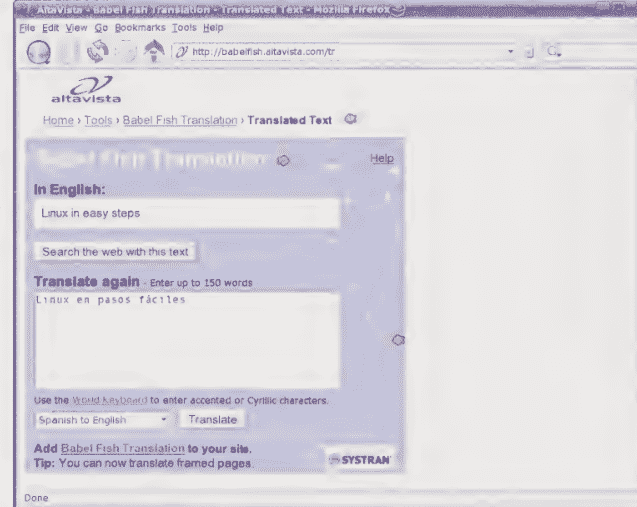 AltaVista - Babel Fish Translation - Translated Text - Mozilla Firefox
File Edit View Go Bookmarks Tools Help
http://babelfish.altavista.com/tr
altavista
Home › Tools › Babel Fish Translation › Translated Text
Babel Fish Translation
Help
In English:
Linux in easy steps
Search the web with this text
Translate again - Enter up to 150 words
Linux en pasos fáciles
Use the World Keyboard to enter accented or Cyrillic characters.
Spanish to English
Translate
Add Babel Fish Translation to your site.
Tip: You can now translate framed pages.
SYSTRAN
Done